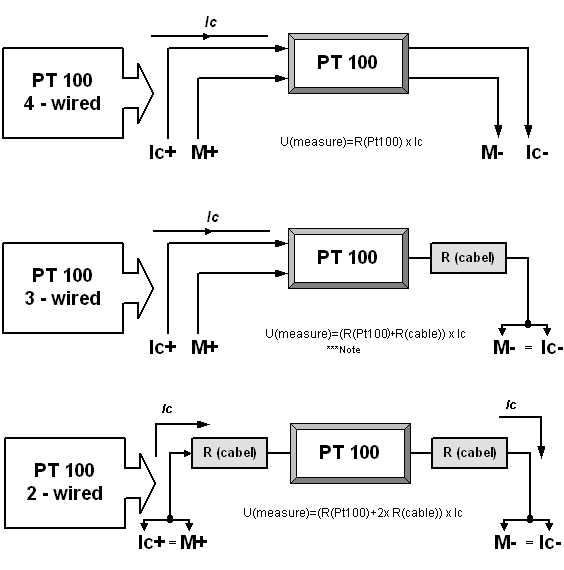 Ic
PT 100
4 - wired
PT 100
Ic+ M+
U(measure)=R(Pt100) x Ic
M- Ic-
Ic
PT 100
3 - wired
PT 100
R (cabel)
Ic+ M+
U(measure)=(R(Pt100)+R(cable)) x Ic
***Note
M- = Ic-
Ic
Ic
PT 100
2 - wired
R (cabel)
PT 100
R (cabel)
U(measure)=(R(Pt100)+2x R(cable)) x Ic
Ic+ = M+
M- = Ic-